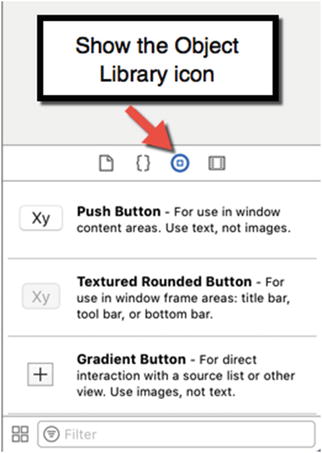 Show the Object
Library icon
{}
Xy
Push Button - For use in window
content areas. Use text, not images.
Xy
Textured Rounded Button - For
use in window frame areas: title bar,
tool bar, or bottom bar.
Gradient Button - For direct
interaction with a source list or other
view. Use images, not text.
Filter